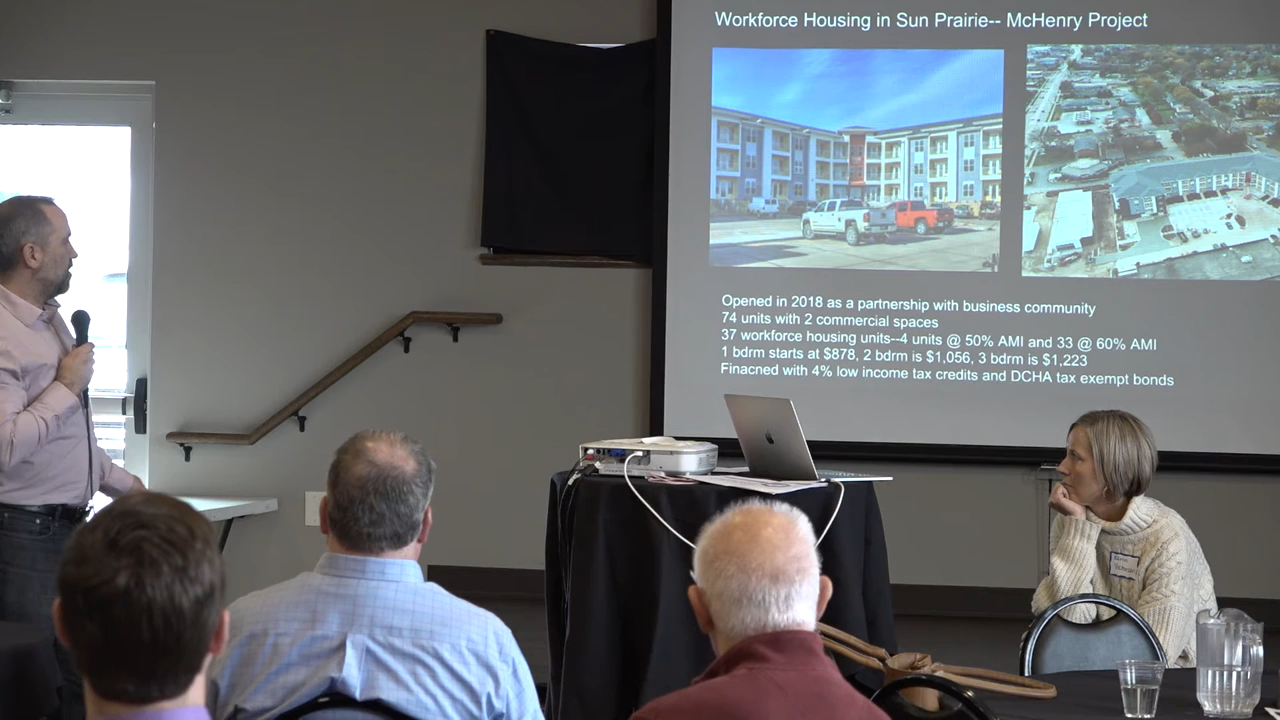 Workforce Housing in Sun Prairie-- McHenry Project
Opened in 2018 as a partnership with business community
74 units with 2 commercial spaces
37 workforce housing units--4 units @ 50% AMI and 33 @ 60% AMI
1 bdrm starts at $878, 2 bdrm is $1,056, 3 bdrm is $1,223
Finacned with 4% low income tax credits and DCHA tax exempt bonds